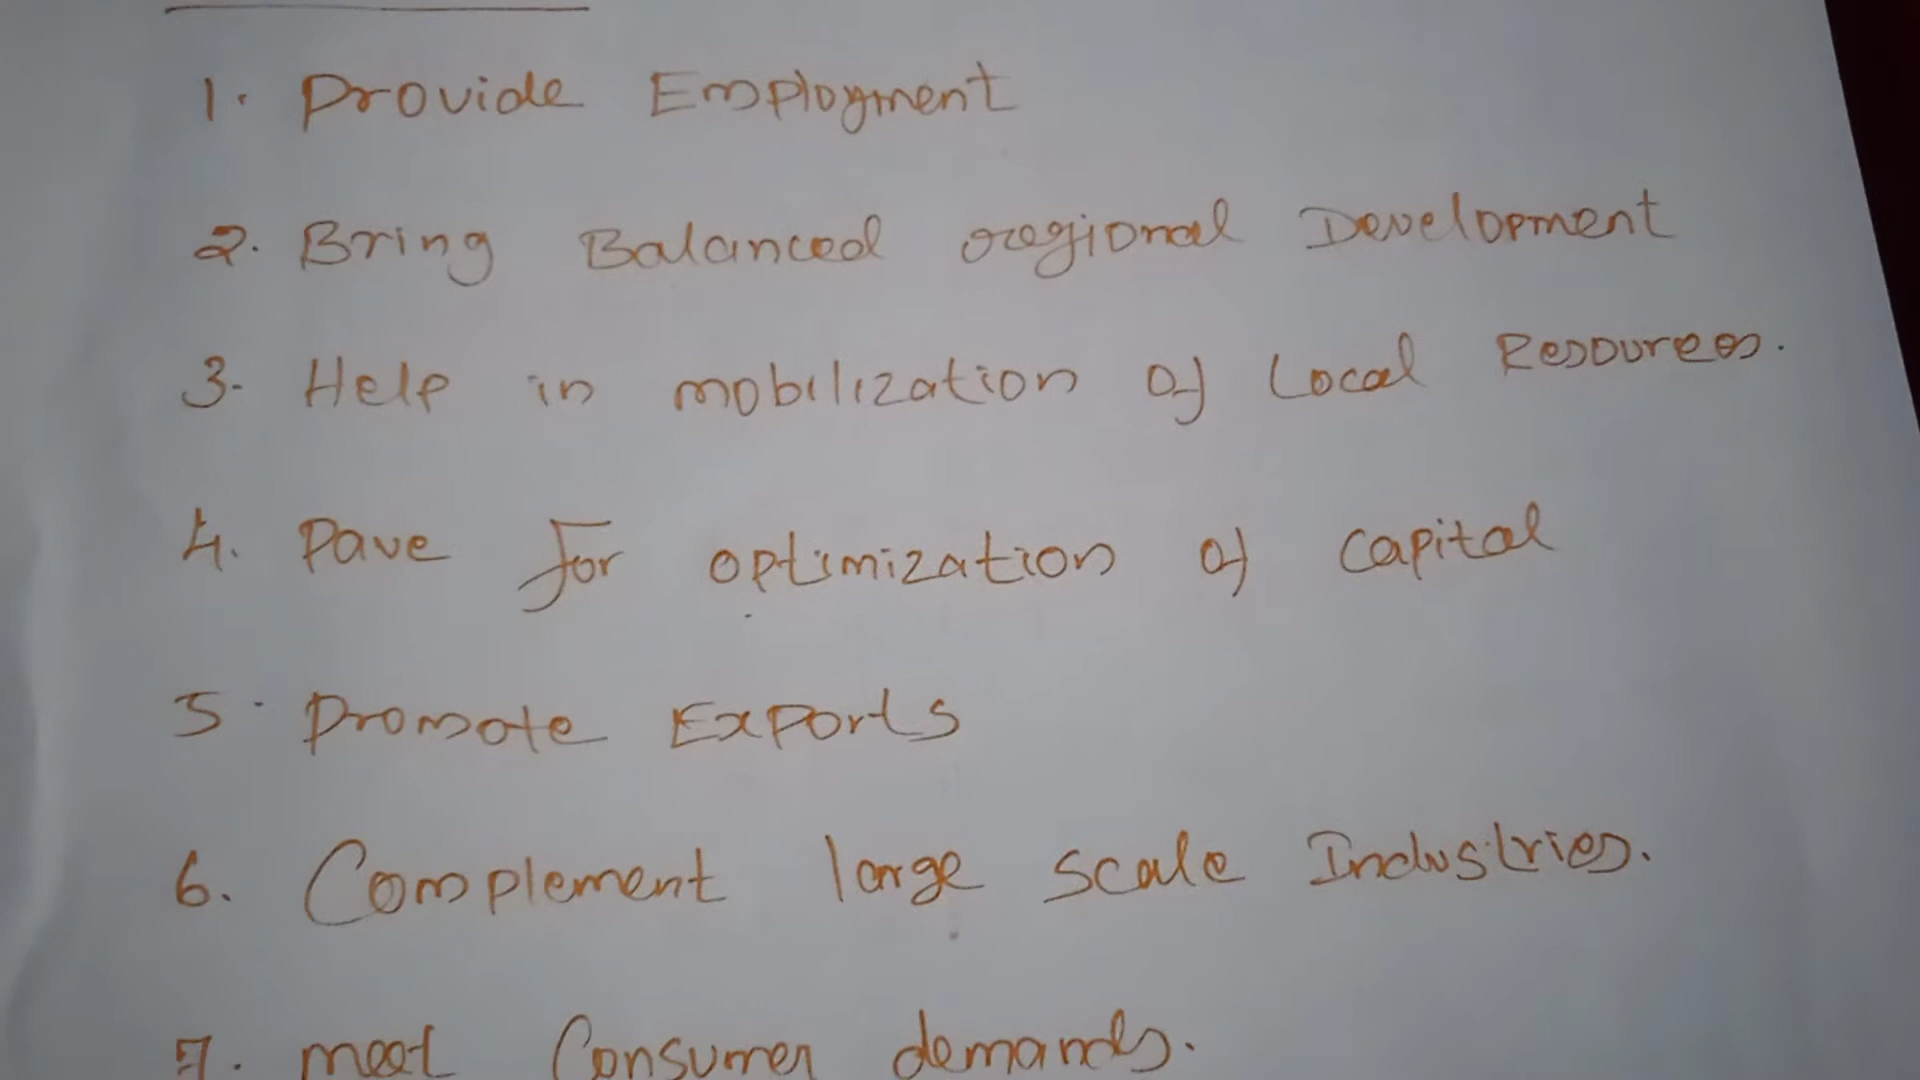 1. Provide Employment
2. Bring Balanced regional Development
3. Help in mobilization of Local Resources.
4. Pave for optimization of capital
5. Promote Exports
6. Complement large scale Industries.
7. meet Consumer demands.